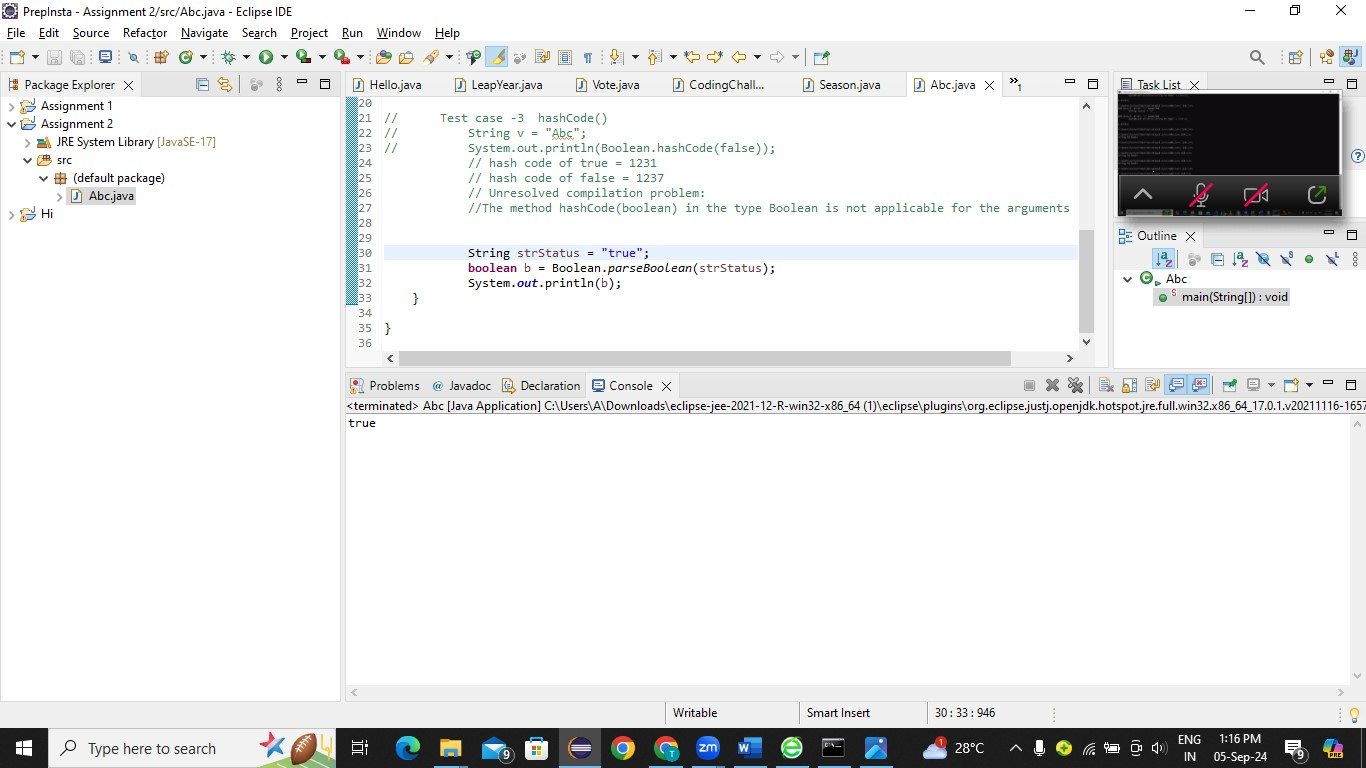 PrepInsta - Assignment 2/src/Abc.java - Eclipse IDE
File Edit Source Refactor Navigate Search Project Run Window Help
Package Explorer
Hello.java LeapYear.java Vote.java CodingChall... Season.java Abc.java »1
Task List
Assignment 1
Assignment 2
JRE System Library [JavaSE-17]
src
(default package)
Abc.java
Hi
20
21 // Test case -3 hashCode()
22 // String v = "Abc";
23 // System.out.println(Boolean.hashCode(false));
24 // hash code of true = 1231
25 // hash code of false = 1237
26 // Unresolved compilation problem:
27 //The method hashCode(boolean) in the type Boolean is not applicable for the arguments
28
29
30 String strStatus = "true";
31 boolean b = Boolean.parseBoolean(strStatus);
32 System.out.println(b);
33 }
34
35 }
36
Outline
Abc
main(String[]) : void
Problems @ Javadoc Declaration Console
<terminated> Abc [Java Application] C:\Users\A\Downloads\eclipse-jee-2021-12-R-win32-x86_64 (1)\eclipse\plugins\org.eclipse.justj.openjdk.hotspot.jre.full.win32.x86_64_17.0.1.v20211116-1657
true
Writable Smart Insert 30 : 33 : 946
Type here to search
9
zm
1
28°C
ENG
IN
1:16 PM
05-Sep-24
9
PRE